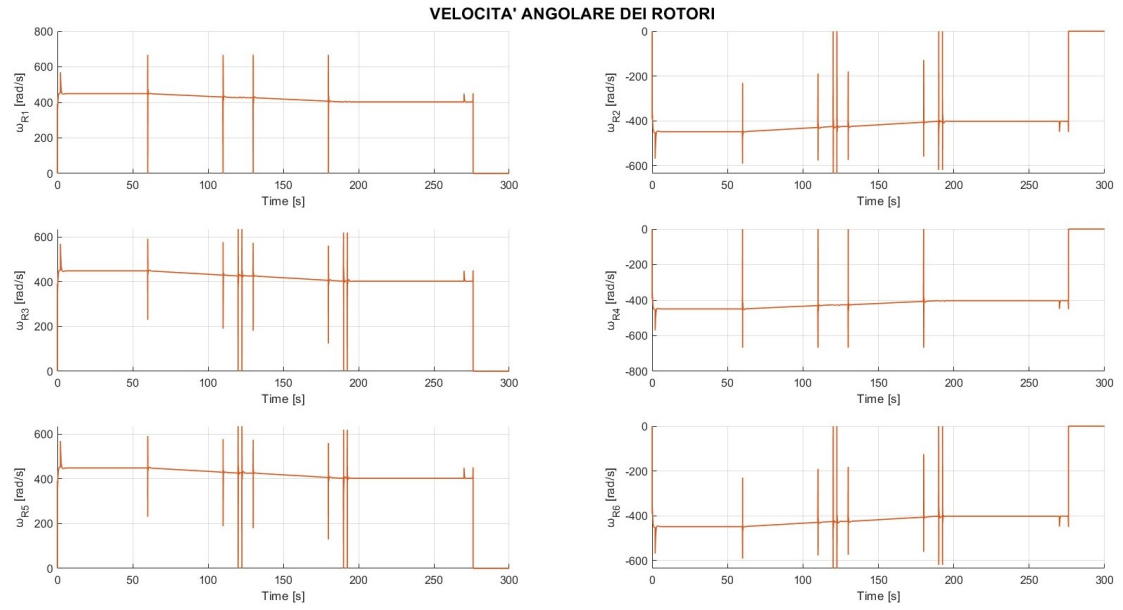 VELOCITA' ANGOLARE DEI ROTORI
800
600
400
200
0
ω_R1 [rad/s]
0 50 100 150 200 250 300
Time [s]
0
-200
-400
-600
ω_R2 [rad/s]
0 50 100 150 200 250 300
Time [s]
600
400
200
0
ω_R3 [rad/s]
0 50 100 150 200 250 300
Time [s]
0
-200
-400
-600
-800
ω_R4 [rad/s]
0 50 100 150 200 250 300
Time [s]
600
400
200
0
ω_R5 [rad/s]
0 50 100 150 200 250 300
Time [s]
0
-200
-400
-600
ω_R6 [rad/s]
0 50 100 150 200 250 300
Time [s]